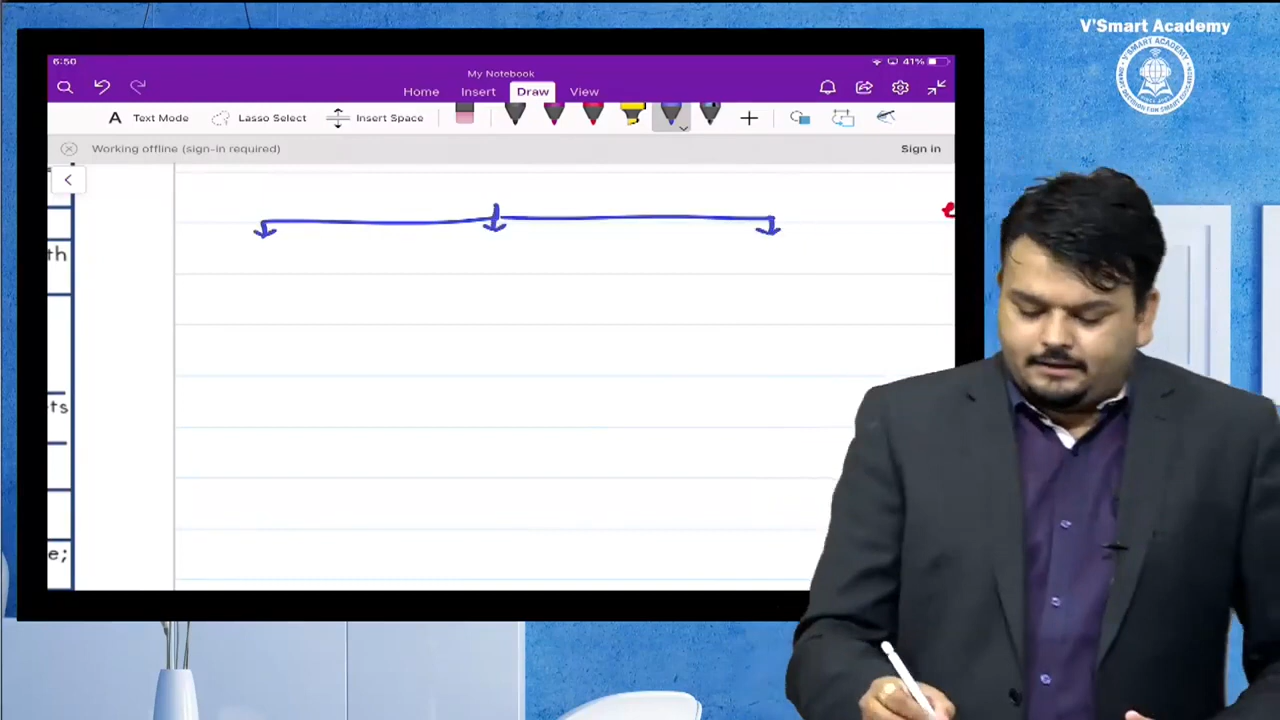 V'Smart Academy
6:50
41%
My Notebook
Home Insert Draw View
Text Mode Lasso Select Insert Space
Working offline (sign-in required) Sign in
th
ts
e;